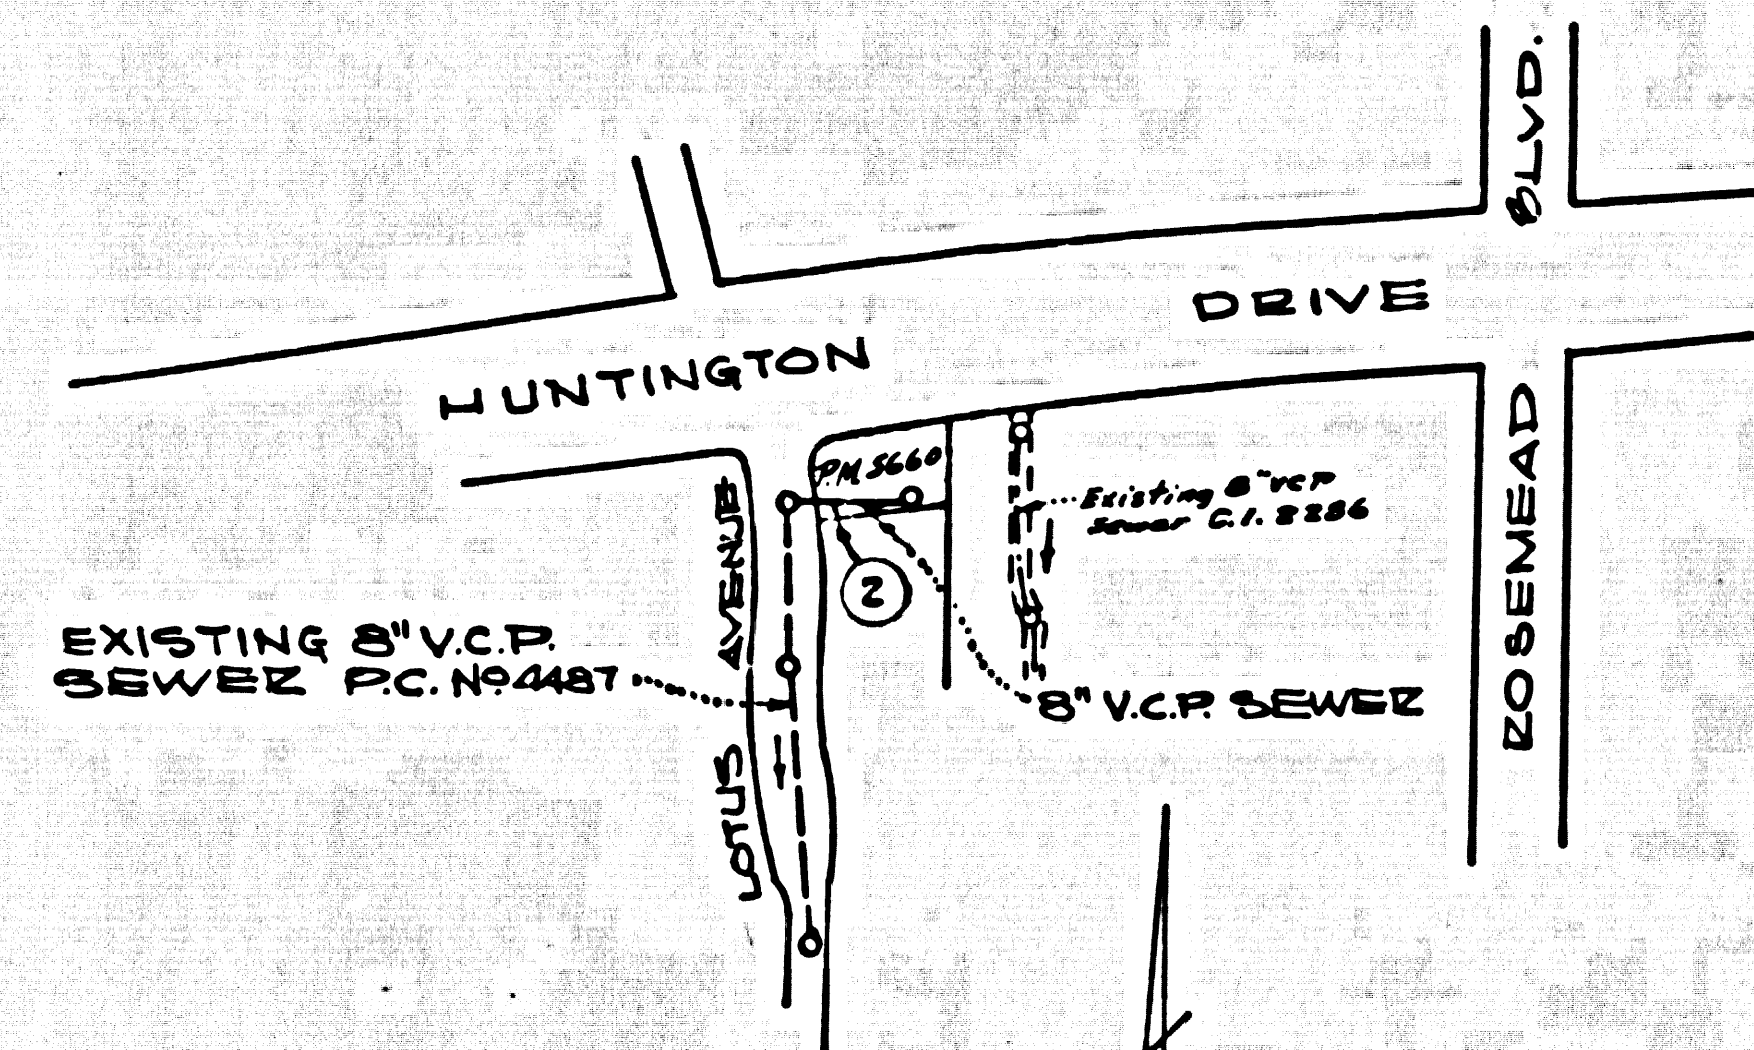 BLVD.
DRIVE
HUNTINGTON
P.M 5660
Existing 8" VCP
Sewer C.I. 8286
AVENUE
2
ROSEMEAD
EXISTING 8" V.C.P.
SEWER P.C. Nº 4487
8" V.C.P. SEWER
LOTUS